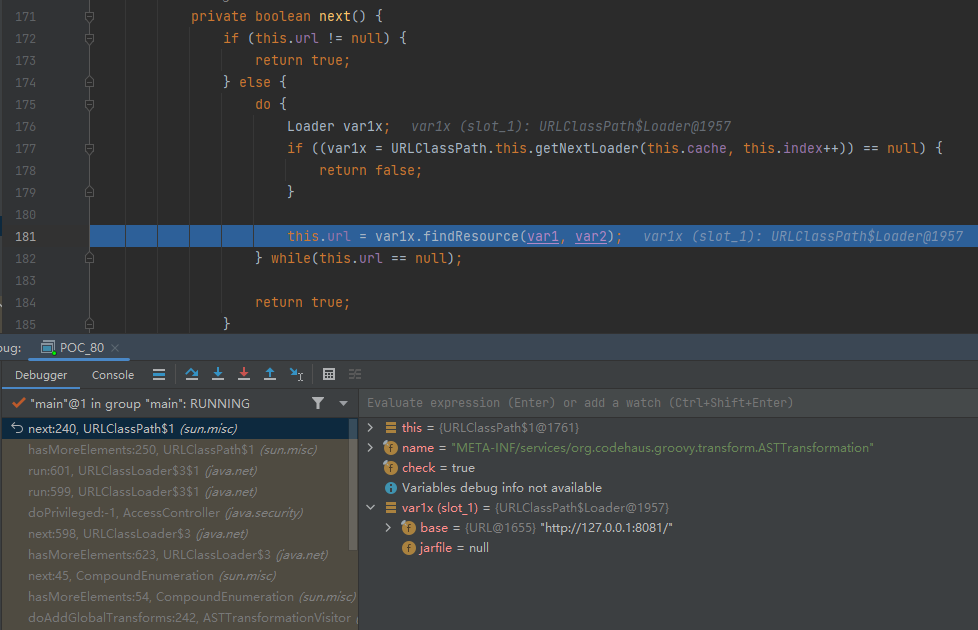 171 private boolean next() {
172 if (this.url != null) {
173 return true;
174 } else {
175 do {
176 Loader var1x; var1x (slot_1): URLClassPath$Loader@1957
177 if ((var1x = URLClassPath.this.getNextLoader(this.cache, this.index++)) == null) {
178 return false;
179 }
180
181 this.url = var1x.findResource(var1, var2); var1x (slot_1): URLClassPath$Loader@1957
182 } while(this.url == null);
183
184 return true;
185 }
bug: POC_80
Debugger Console
"main"@1 in group "main": RUNNING
Evaluate expression (Enter) or add a watch (Ctrl+Shift+Enter)
next:240, URLClassPath$1 (sun.misc)
hasMoreElements:250, URLClassPath$1 (sun.misc)
run:601, URLClassLoader$3$1 (java.net)
run:599, URLClassLoader$3$1 (java.net)
doPrivileged:-1, AccessController (java.security)
next:598, URLClassLoader$3 (java.net)
hasMoreElements:623, URLClassLoader$3 (java.net)
next:45, CompoundEnumeration (sun.misc)
hasMoreElements:54, CompoundEnumeration (sun.misc)
doAddGlobalTransforms:242, ASTTransformationVisitor
this = {URLClassPath$1@1761}
name = "META-INF/services/org.codehaus.groovy.transform.ASTTransformation"
check = true
Variables debug info not available
var1x (slot_1) = {URLClassPath$Loader@1957}
base = {URL@1655} "http://127.0.0.1:8081/"
jarfile = null